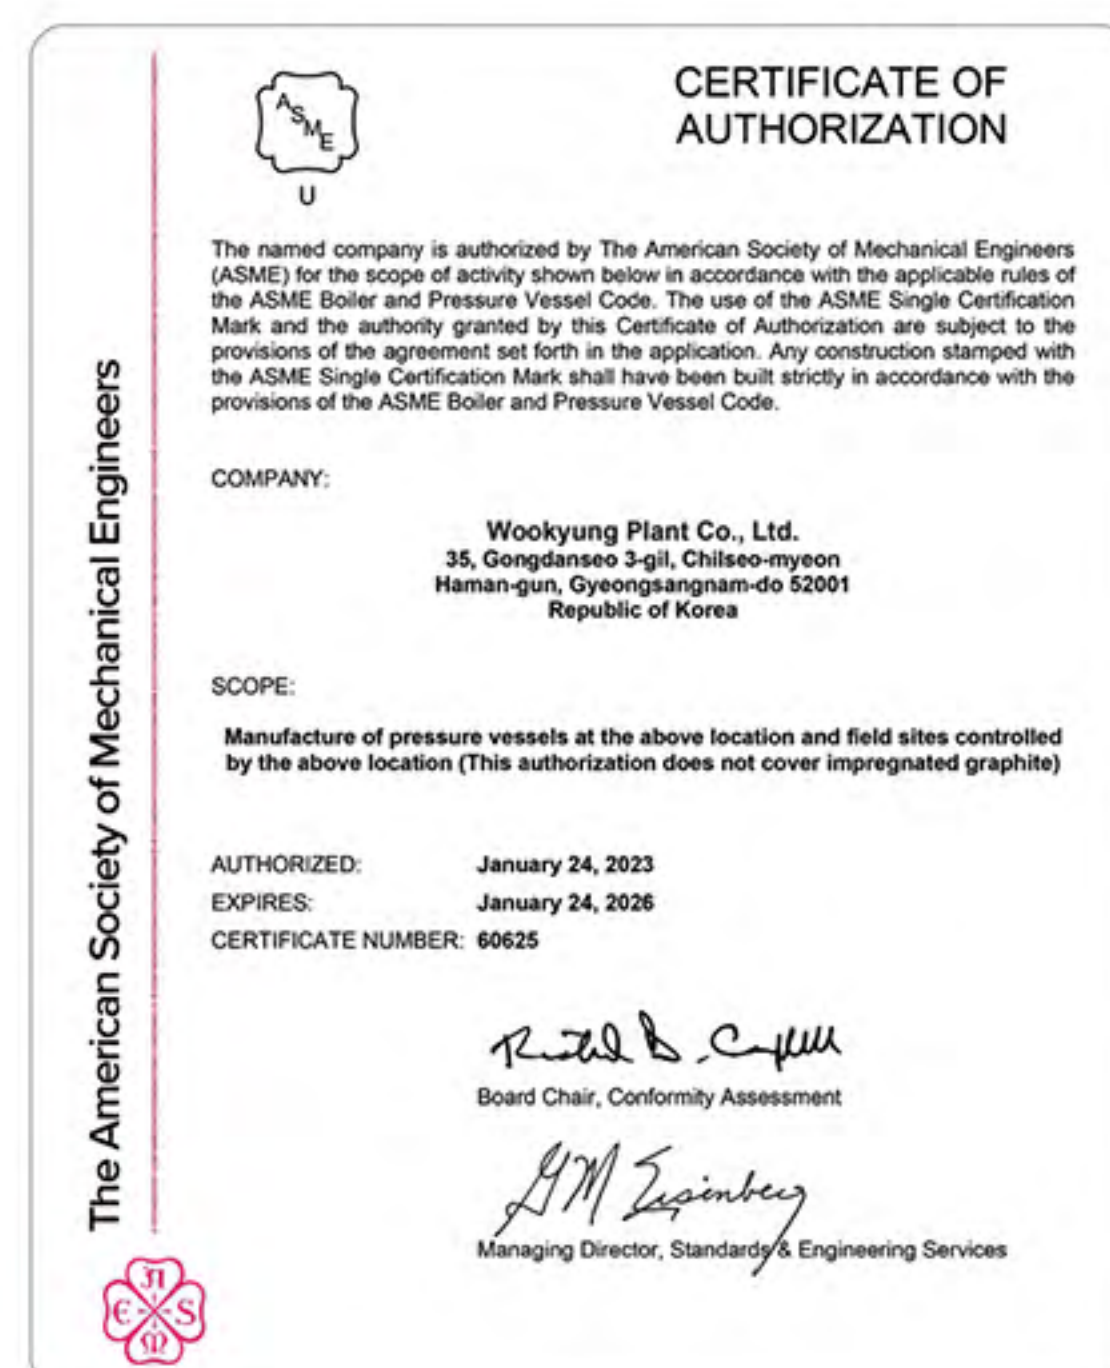 The American Society of Mechanical Engineers
ASME
U
CERTIFICATE OF
AUTHORIZATION
The named company is authorized by The American Society of Mechanical Engineers
(ASME) for the scope of activity shown below in accordance with the applicable rules of
the ASME Boiler and Pressure Vessel Code. The use of the ASME Single Certification
Mark and the authority granted by this Certificate of Authorization are subject to the
provisions of the agreement set forth in the application. Any construction stamped with
the ASME Single Certification Mark shall have been built strictly in accordance with the
provisions of the ASME Boiler and Pressure Vessel Code.
COMPANY:
Wookyung Plant Co., Ltd.
35, Gongdanseo 3-gil, Chilseo-myeon
Haman-gun, Gyeongsangnam-do 52001
Republic of Korea
SCOPE:
Manufacture of pressure vessels at the above location and field sites controlled
by the above location (This authorization does not cover impregnated graphite)
AUTHORIZED: January 24, 2023
EXPIRES: January 24, 2026
CERTIFICATE NUMBER: 60625
Board Chair, Conformity Assessment
GM Eisenberg
Managing Director, Standards & Engineering Services
ASME